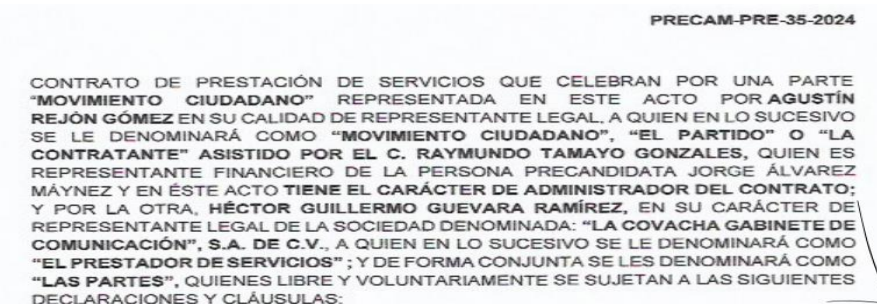 PRECAM-PRE-35-2024
CONTRATO DE PRESTACIÓN DE SERVICIOS QUE CELEBRAN POR UNA PARTE
"MOVIMIENTO CIUDADANO" REPRESENTADA EN ESTE ACTO POR AGUSTÍN
REJÓN GÓMEZ EN SU CALIDAD DE REPRESENTANTE LEGAL, A QUIEN EN LO SUCESIVO
SE LE DENOMINARÁ COMO "MOVIMIENTO CIUDADANO", "EL PARTIDO" O "LA
CONTRATANTE" ASISTIDO POR EL C. RAYMUNDO TAMAYO GONZALES, QUIEN ES
REPRESENTANTE FINANCIERO DE LA PERSONA PRECANDIDATA JORGE ÁLVAREZ
MÁYNEZ Y EN ÉSTE ACTO TIENE EL CARÁCTER DE ADMINISTRADOR DEL CONTRATO;
Y POR LA OTRA, HÉCTOR GUILLERMO GUEVARA RAMÍREZ, EN SU CARÁCTER DE
REPRESENTANTE LEGAL DE LA SOCIEDAD DENOMINADA: "LA COVACHA GABINETE DE
COMUNICACIÓN", S.A. DE C.V., A QUIEN EN LO SUCESIVO SE LE DENOMINARÁ COMO
"EL PRESTADOR DE SERVICIOS" ; Y DE FORMA CONJUNTA SE LES DENOMINARÁ COMO
"LAS PARTES", QUIENES LIBRE Y VOLUNTARIAMENTE SE SUJETAN A LAS SIGUIENTES
DECLARACIONES Y CLÁUSULAS: